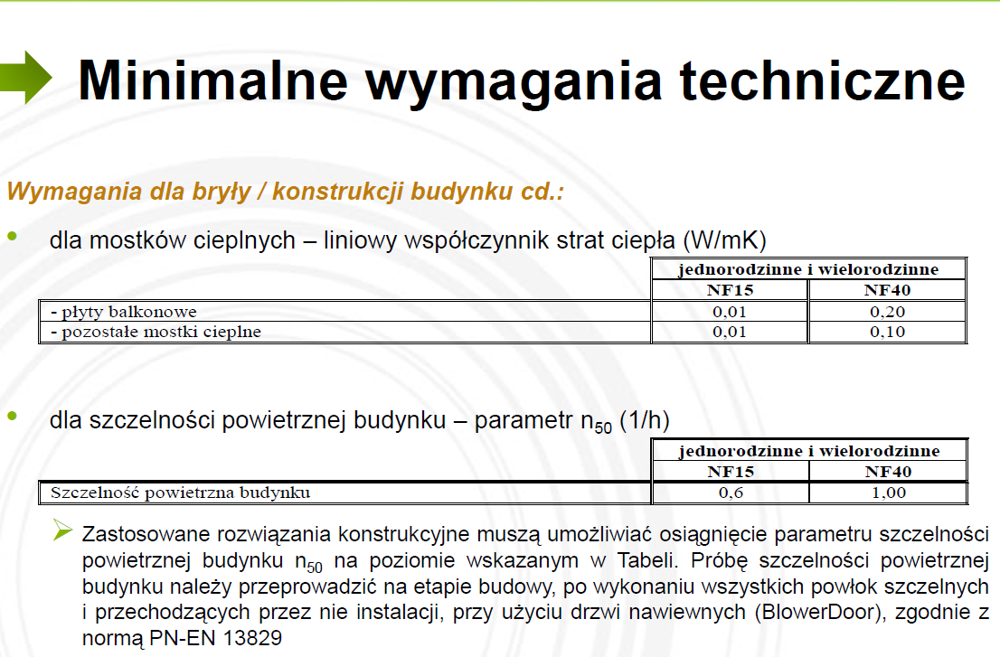 Minimalne wymagania techniczne
Wymagania dla bryły / konstrukcji budynku cd.:
• dla mostków cieplnych – liniowy współczynnik strat ciepła (W/mK)
jednorodzinne i wielorodzinne
NF15 NF40
- płyty balkonowe 0,01 0,20
- pozostałe mostki cieplne 0,01 0,10
• dla szczelności powietrznej budynku – parametr n50 (1/h)
jednorodzinne i wielorodzinne
NF15 NF40
Szczelność powietrzna budynku 0,6 1,00
Zastosowane rozwiązania konstrukcyjne muszą umożliwiać osiągnięcie parametru szczelności
powietrznej budynku n50 na poziomie wskazanym w Tabeli. Próbę szczelności powietrznej
budynku należy przeprowadzić na etapie budowy, po wykonaniu wszystkich powłok szczelnych
i przechodzących przez nie instalacji, przy użyciu drzwi nawiewnych (BlowerDoor), zgodnie z
normą PN-EN 13829